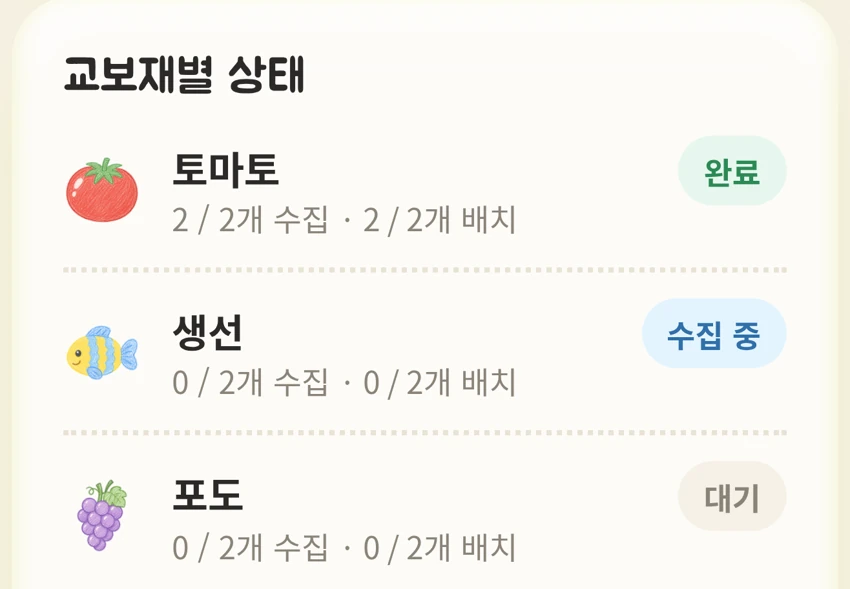 교보재별 상태
토마토
완료
2 / 2개 수집 · 2 / 2개 배치
생선
수집 중
0 / 2개 수집 · 0 / 2개 배치
포도
대기
0 / 2개 수집 · 0 / 2개 배치